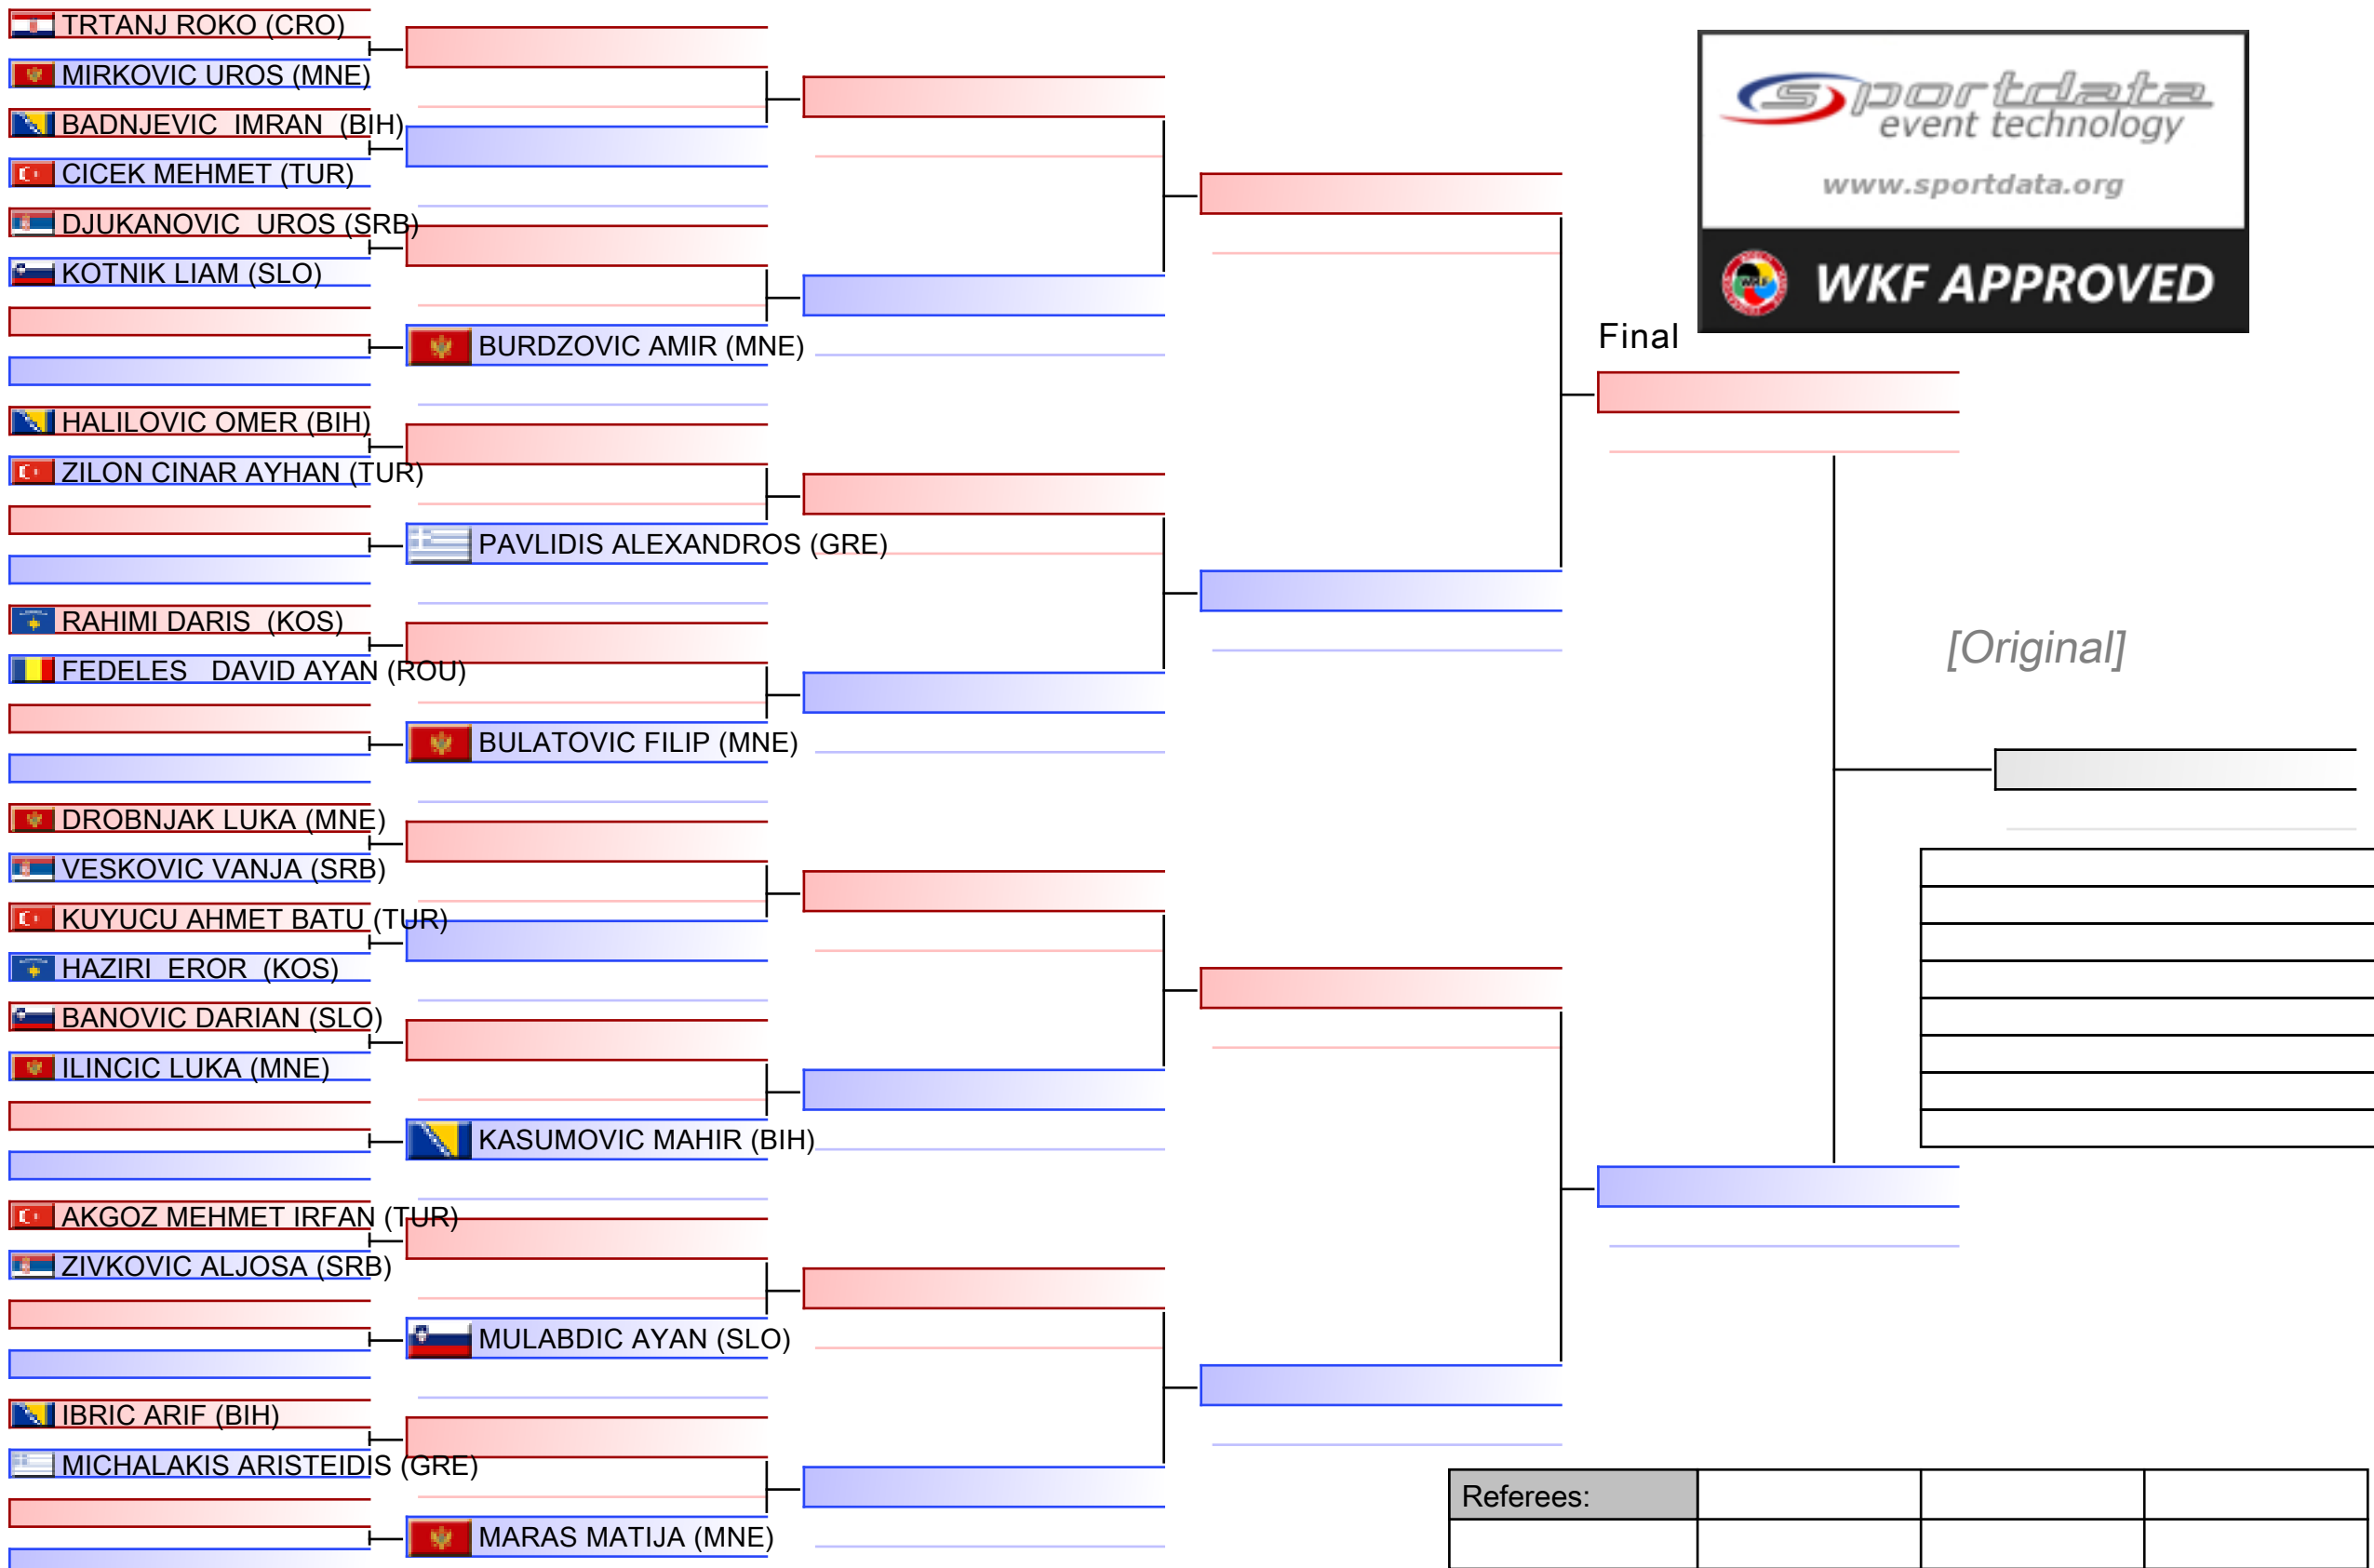 TRTANJ ROKO (CRO)
MIRKOVIC UROS (MNE)
BADNJEVIC  IMRAN  (BIH)
CICEK MEHMET (TUR)
DJUKANOVIC  UROS (SRB)
KOTNIK LIAM (SLO)
BURDZOVIC AMIR (MNE)
HALILOVIC OMER (BIH)
ZILON CINAR AYHAN (TUR)
PAVLIDIS ALEXANDROS (GRE)
RAHIMI DARIS  (KOS)
FEDELES   DAVID AYAN (ROU)
BULATOVIC FILIP (MNE)
DROBNJAK LUKA (MNE)
VESKOVIC VANJA (SRB)
KUYUCU AHMET BATU (TUR)
HAZIRI  EROR  (KOS)
BANOVIC DARIAN (SLO)
ILINCIC LUKA (MNE)
KASUMOVIC MAHIR (BIH)
AKGOZ MEHMET IRFAN (TUR)
ZIVKOVIC ALJOSA (SRB)
MULABDIC AYAN (SLO)
IBRIC ARIF (BIH)
MICHALAKIS ARISTEIDIS (GRE)
MARAS MATIJA (MNE)
sportdata
event technology
www.sportdata.org
WKF
WKF APPROVED
Final
[Original]
Referees: